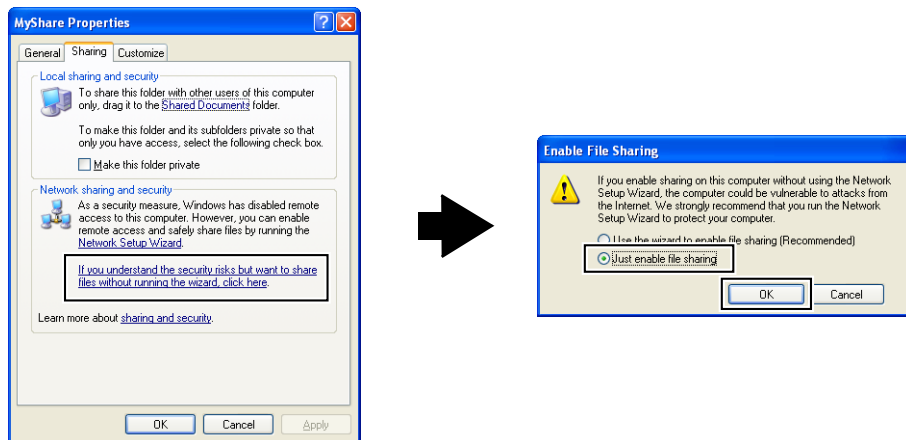 MyShare Properties
General Sharing Customize
Local sharing and security
To share this folder with other users of this computer
only, drag it to the Shared Documents folder.
To make this folder and its subfolders private so that
only you have access, select the following check box.
Make this folder private
Network sharing and security
As a security measure, Windows has disabled remote
access to this computer. However, you can enable
remote access and safely share files by running the
Network Setup Wizard.
If you understand the security risks but want to share
files without running the wizard, click here.
Learn more about sharing and security.
OK Cancel Apply
Enable File Sharing
If you enable sharing on this computer without using the Network
Setup Wizard, the computer could be vulnerable to attacks from
the Internet. We strongly recommend that you run the Network
Setup Wizard to protect your computer.
Use the wizard to enable file sharing (Recommended)
Just enable file sharing
OK Cancel